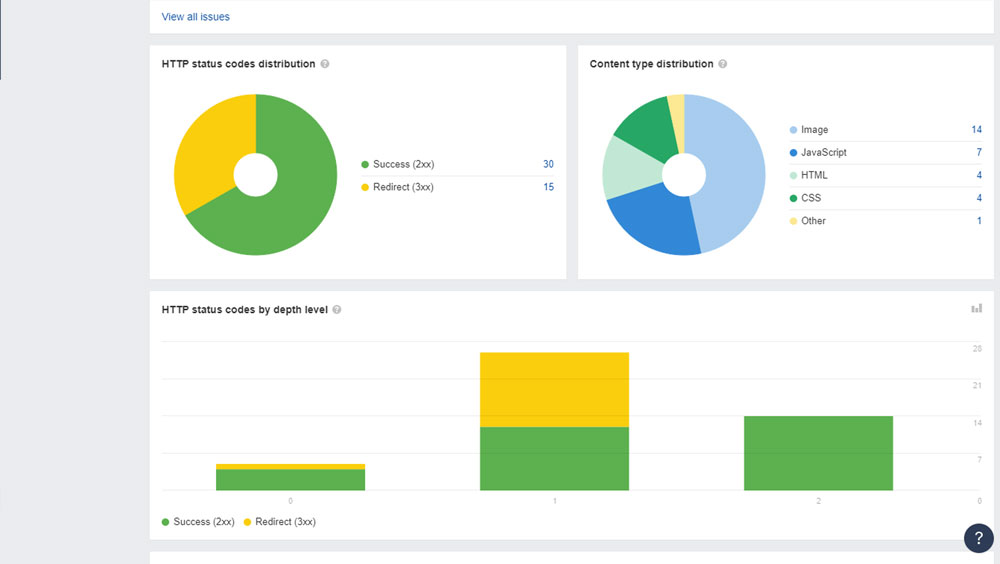 View all issues
HTTP status codes distribution ?
Success (2xx) 30
Redirect (3xx) 15
Content type distribution ?
Image 14
JavaScript 7
HTML 4
CSS 4
Other 1
HTTP status codes by depth level ?
28
21
14
7
0
0 1 2
Success (2xx) Redirect (3xx)
?